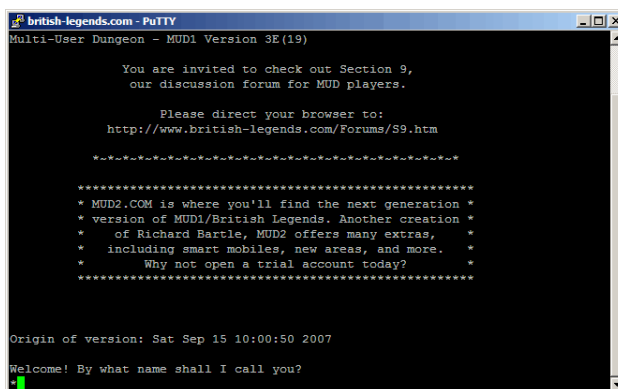 british-legends.com - PuTTY
Multi-User Dungeon - MUD1 Version 3E(19)
You are invited to check out Section 9,
our discussion forum for MUD players.
Please direct your browser to:
http://www.british-legends.com/Forums/S9.htm
*~*~*~*~*~*~*~*~*~*~*~*~*~*~*~*~*~*~*~*~*~*~*~*~*
*****************************************************
* MUD2.COM is where you'll find the next generation *
* version of MUD1/British Legends. Another creation *
* of Richard Bartle, MUD2 offers many extras, *
* including smart mobiles, new areas, and more. *
* Why not open a trial account today? *
*****************************************************
Origin of version: Sat Sep 15 10:00:50 2007
Welcome! By what name shall I call you?
*